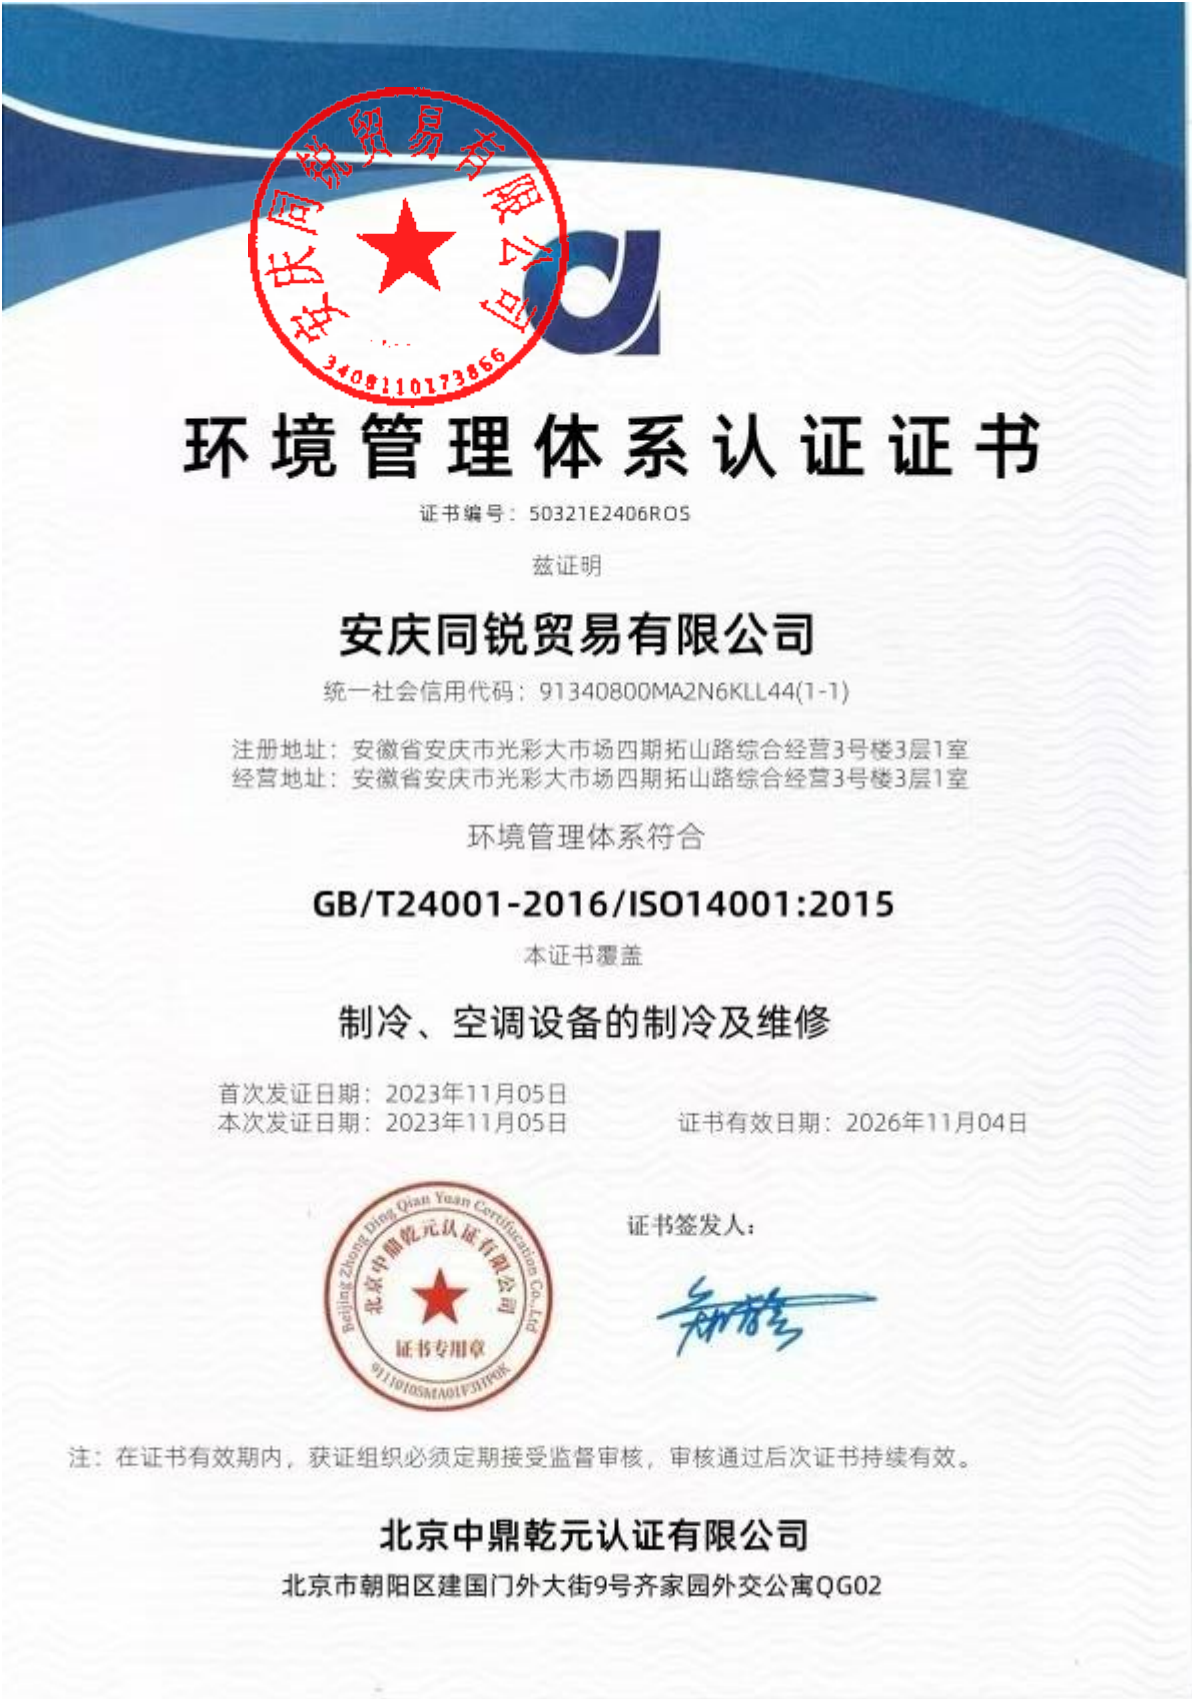 安庆同锐贸易有限公司
3408110173866
环境管理体系认证证书
证书编号：50321E2406ROS
兹证明
安庆同锐贸易有限公司
统一社会信用代码：91340800MA2N6KLL44(1-1)
注册地址：安徽省安庆市光彩大市场四期拓山路综合经营3号楼3层1室
经营地址：安徽省安庆市光彩大市场四期拓山路综合经营3号楼3层1室
环境管理体系符合
GB/T24001-2016/ISO14001:2015
本证书覆盖
制冷、空调设备的制冷及维修
首次发证日期：2023年11月05日
本次发证日期：2023年11月05日 证书有效日期：2026年11月04日
Beijing Zhong Ding Qian Yuan Certification Co.,Ltd
北京中鼎乾元认证有限公司
证书专用章
91110105MA01F3HP0K
证书签发人：
注：在证书有效期内，获证组织必须定期接受监督审核，审核通过后次证书持续有效。
北京中鼎乾元认证有限公司
北京市朝阳区建国门外大街9号齐家园外交公寓QG02